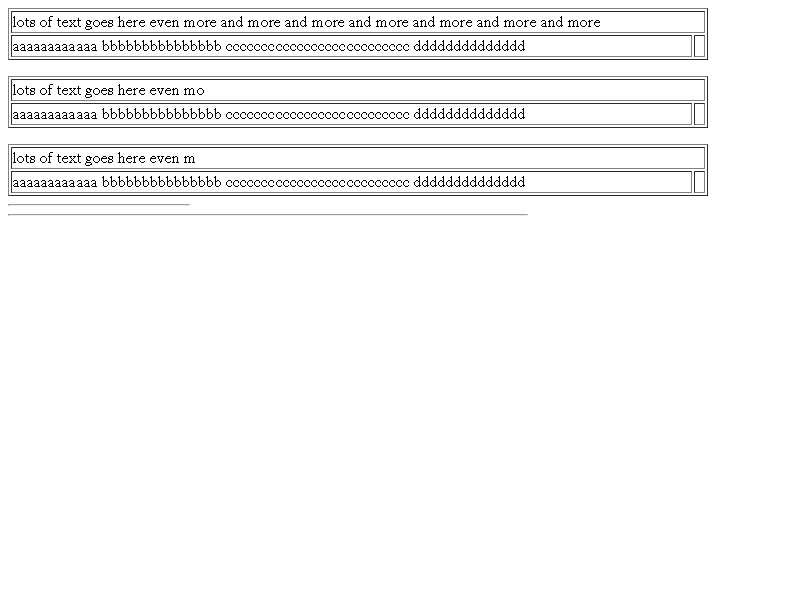 lots of text goes here even more and more and more and more and more and more and more
aaaaaaaaaaaa bbbbbbbbbbbbbbb cccccccccccccccccccccccccc dddddddddddddd
lots of text goes here even mo
aaaaaaaaaaaa bbbbbbbbbbbbbbb cccccccccccccccccccccccccc dddddddddddddd
lots of text goes here even m
aaaaaaaaaaaa bbbbbbbbbbbbbbb cccccccccccccccccccccccccc dddddddddddddd